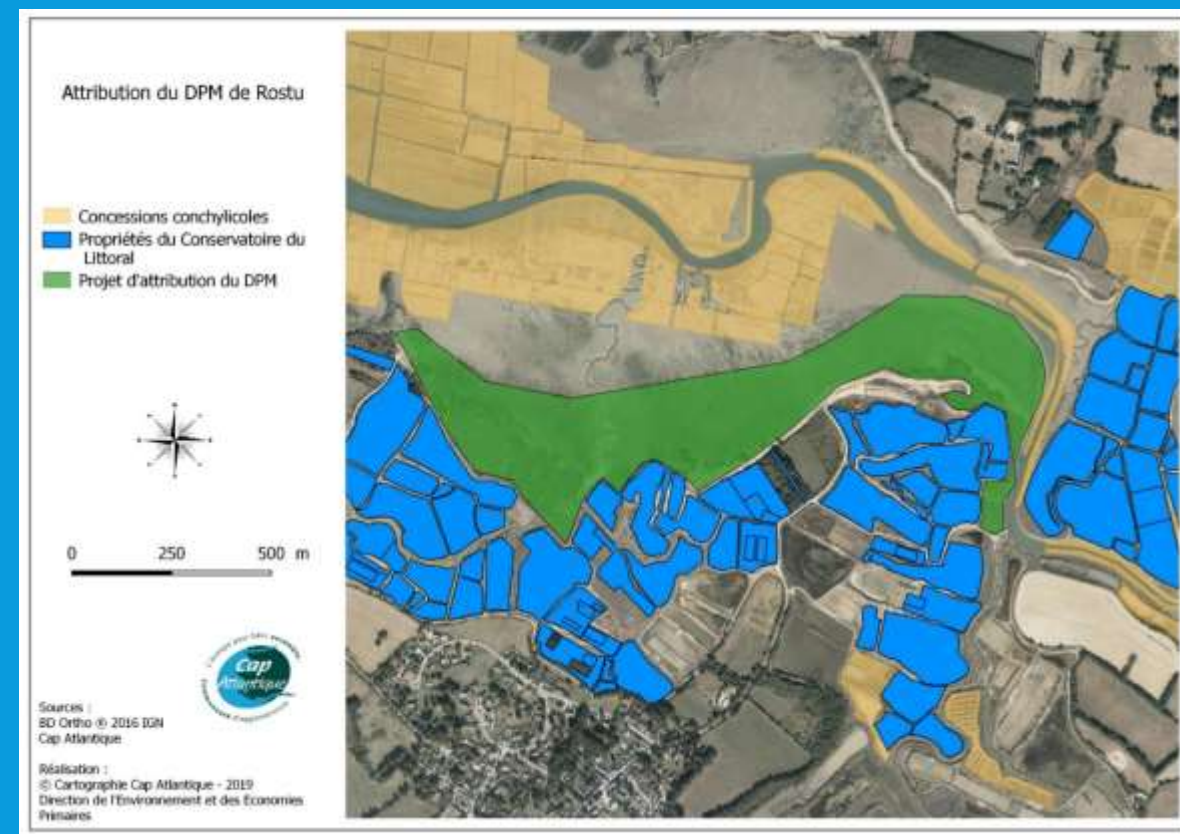 Attribution du DPM de Rostu
Concessions conchylicoles
Propriétés du Conservatoire du
Littoral
Projet d'attribution du DPM
0 250 500 m
Cap
Atlantique
Sources :
BD Ortho ® 2016 IGN
Cap Atlantique
Réalisation :
© Cartographie Cap Atlantique - 2019
Direction de l'Environnement et des Economies
Primaires